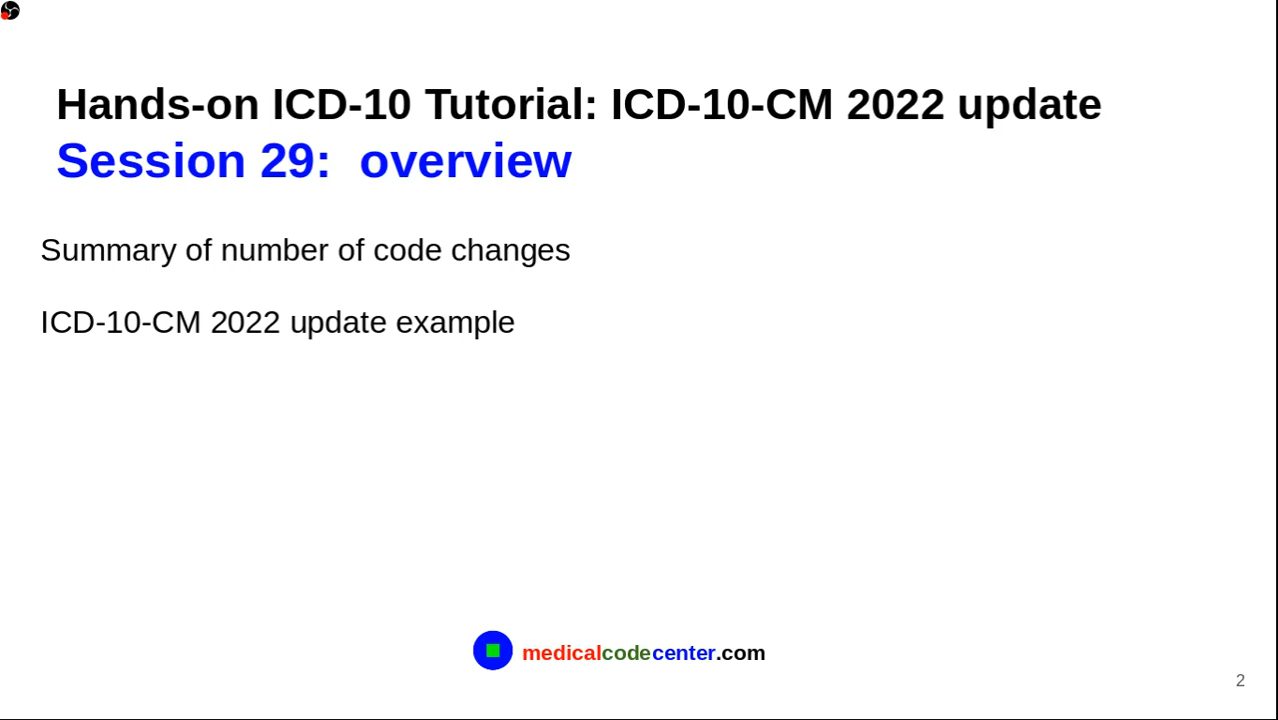 Hands-on ICD-10 Tutorial: ICD-10-CM 2022 update
Session 29:  overview
Summary of number of code changes
ICD-10-CM 2022 update example
medicalcodecenter.com
2